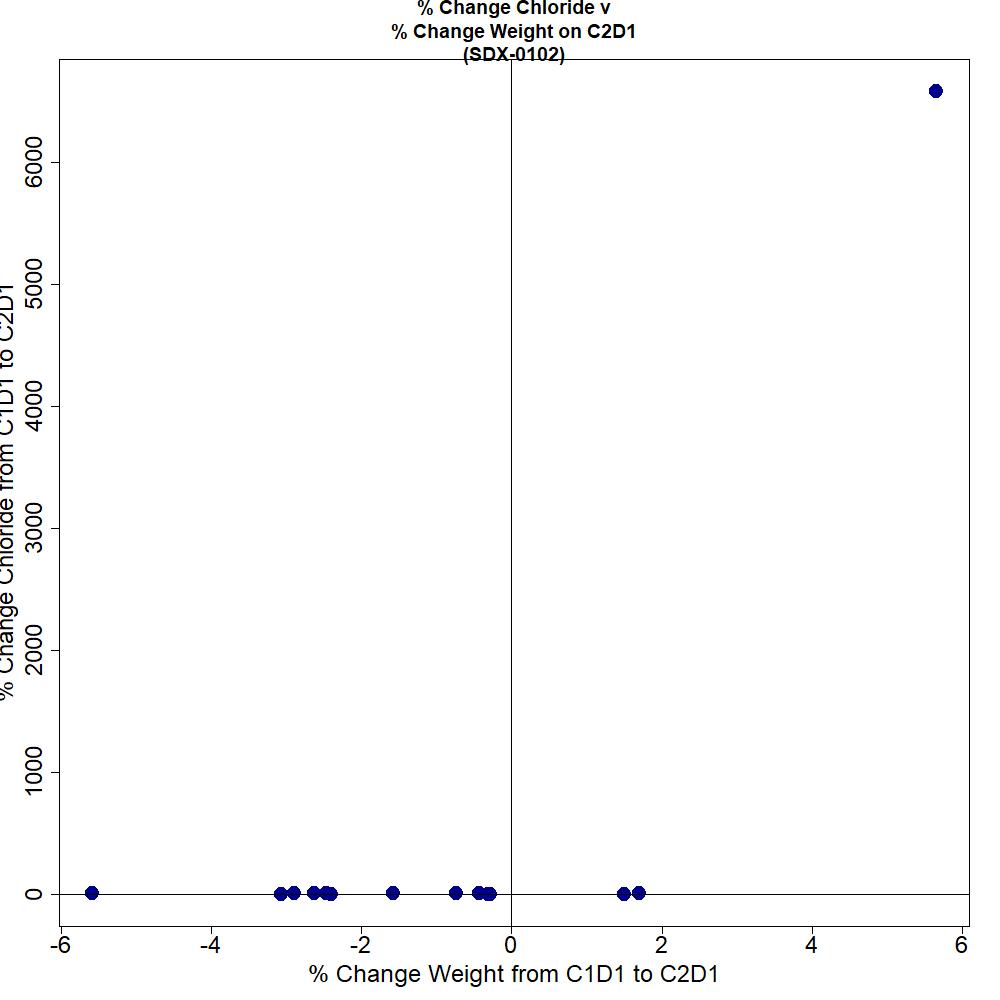 % Change Chloride v
% Change Weight on C2D1
(SDX-0102)
% Change Chloride from C1D1 to C2D1
6000
5000
4000
3000
2000
1000
0
-6
-4
-2
0
2
4
6
% Change Weight from C1D1 to C2D1